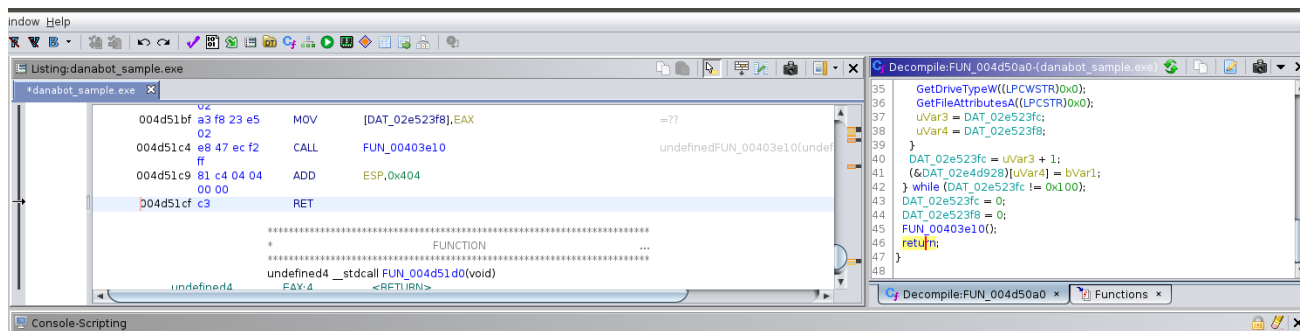 indow Help
Listing: danabot_sample.exe
*danabot_sample.exe
02
004d51bf a3 f8 23 e5 MOV [DAT_02e523f8],EAX =??
02
004d51c4 e8 47 ec f2 CALL FUN_00403e10 undefinedFUN_00403e10(undef
ff
004d51c9 81 c4 04 04 ADD ESP,0x404
00 00
004d51cf c3 RET
*************************************************************
* FUNCTION ...
*************************************************************
undefined4 __stdcall FUN_004d51d0(void)
undefined4 EAX:4 <RETURN>
Decompile:FUN_004d50a0-(danabot_sample.exe)
35 GetDriveTypeW((LPCWSTR)0x0);
36 GetFileAttributesA((LPCSTR)0x0);
37 uVar3 = DAT_02e523fc;
38 uVar4 = DAT_02e523f8;
39 }
40 DAT_02e523fc = uVar3 + 1;
41 (&DAT_02e4d928)[uVar4] = bVar1;
42 } while (DAT_02e523fc != 0x100);
43 DAT_02e523fc = 0;
44 DAT_02e523f8 = 0;
45 FUN_00403e10();
46 return;
47 }
48
Decompile:FUN_004d50a0 × Functions ×
Console-Scripting